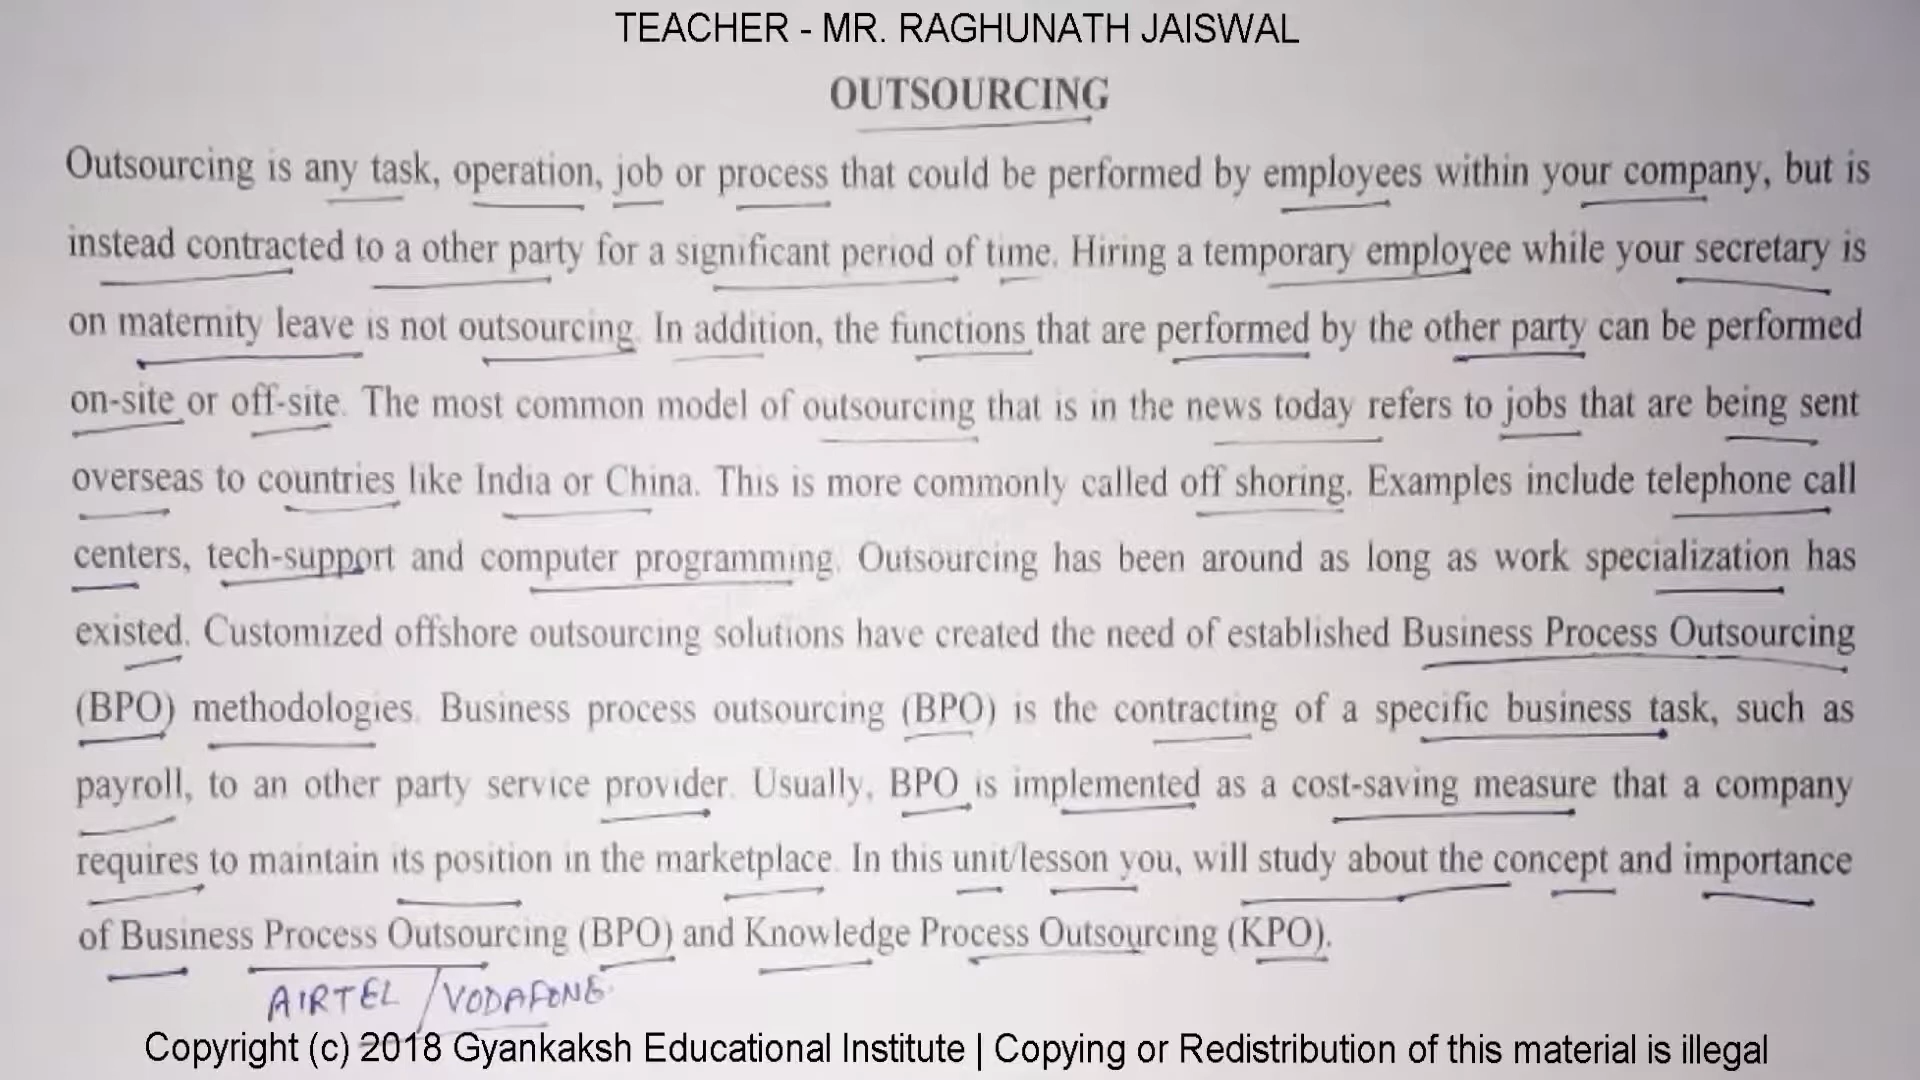 TEACHER - MR. RAGHUNATH JAISWAL
OUTSOURCING
Outsourcing is any task, operation, job or process that could be performed by employees within your company, but is
instead contracted to a other party for a significant period of time. Hiring a temporary employee while your secretary is
on maternity leave is not outsourcing. In addition, the functions that are performed by the other party can be performed
on-site or off-site. The most common model of outsourcing that is in the news today refers to jobs that are being sent
overseas to countries like India or China. This is more commonly called off shoring. Examples include telephone call
centers, tech-support and computer programming. Outsourcing has been around as long as work specialization has
existed. Customized offshore outsourcing solutions have created the need of established Business Process Outsourcing
(BPO) methodologies. Business process outsourcing (BPO) is the contracting of a specific business task, such as
payroll, to an other party service provider. Usually, BPO is implemented as a cost-saving measure that a company
requires to maintain its position in the marketplace. In this unit/lesson you, will study about the concept and importance
of Business Process Outsourcing (BPO) and Knowledge Process Outsourcing (KPO).
AIRTEL / VODAFONE
Copyright (c) 2018 Gyankaksh Educational Institute | Copying or Redistribution of this material is illegal